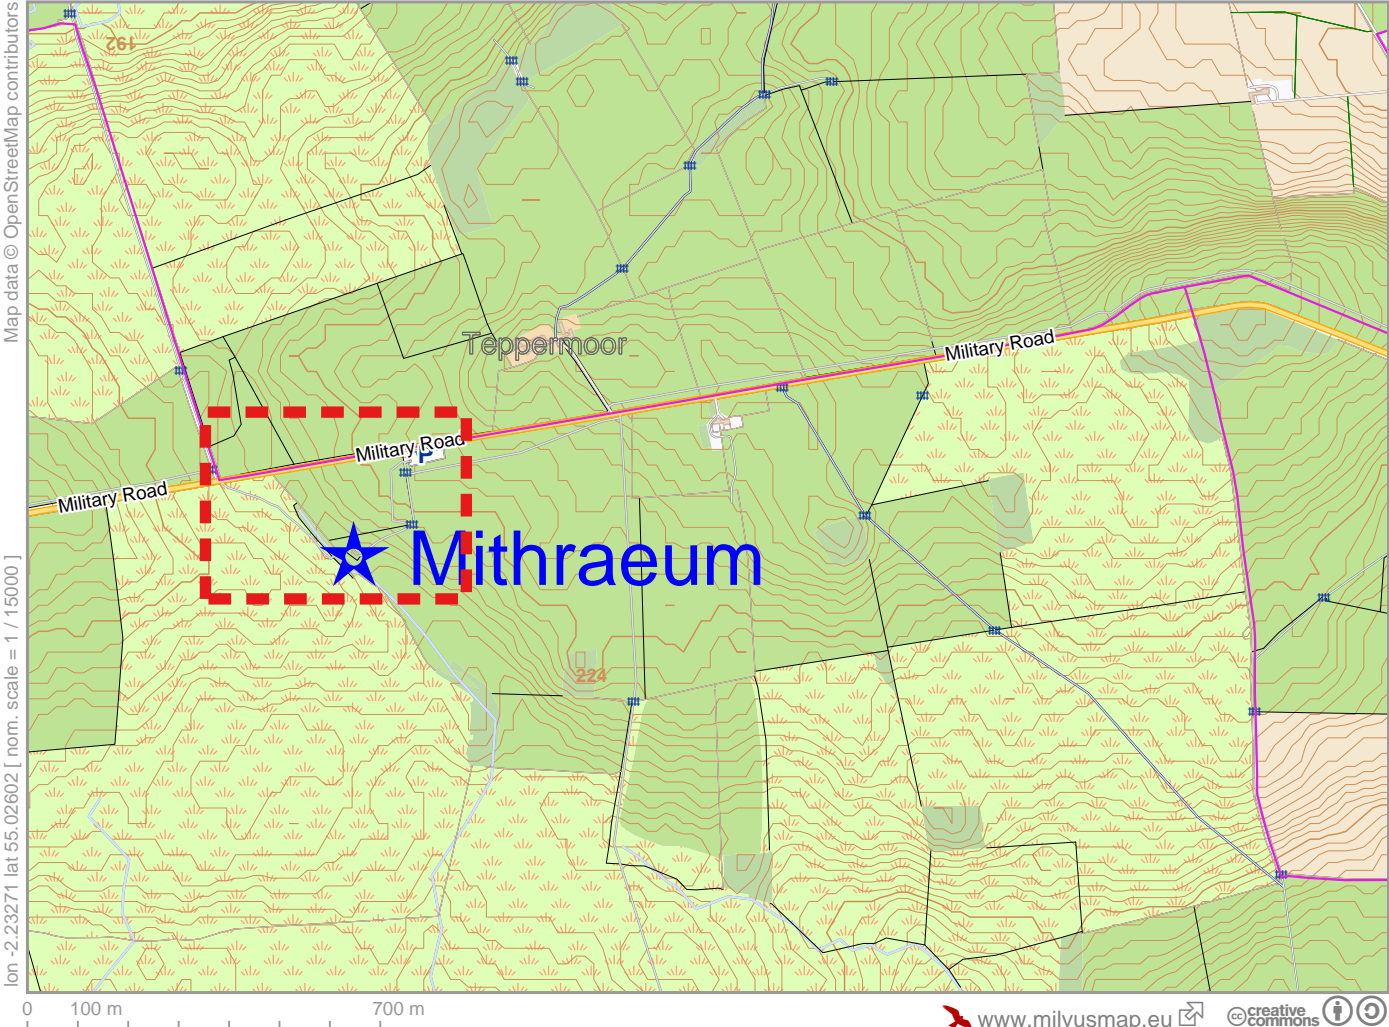 Map data © OpenStreetMap contributors
192
Teppermoor
Military Road
Military Road
P
Military Road
Mithraeum
224
lon -2.23271 lat 55.02602 [ nom. scale = 1 / 15000 ]
0 100 m 700 m
www.milvusmap.eu
cc creative commons